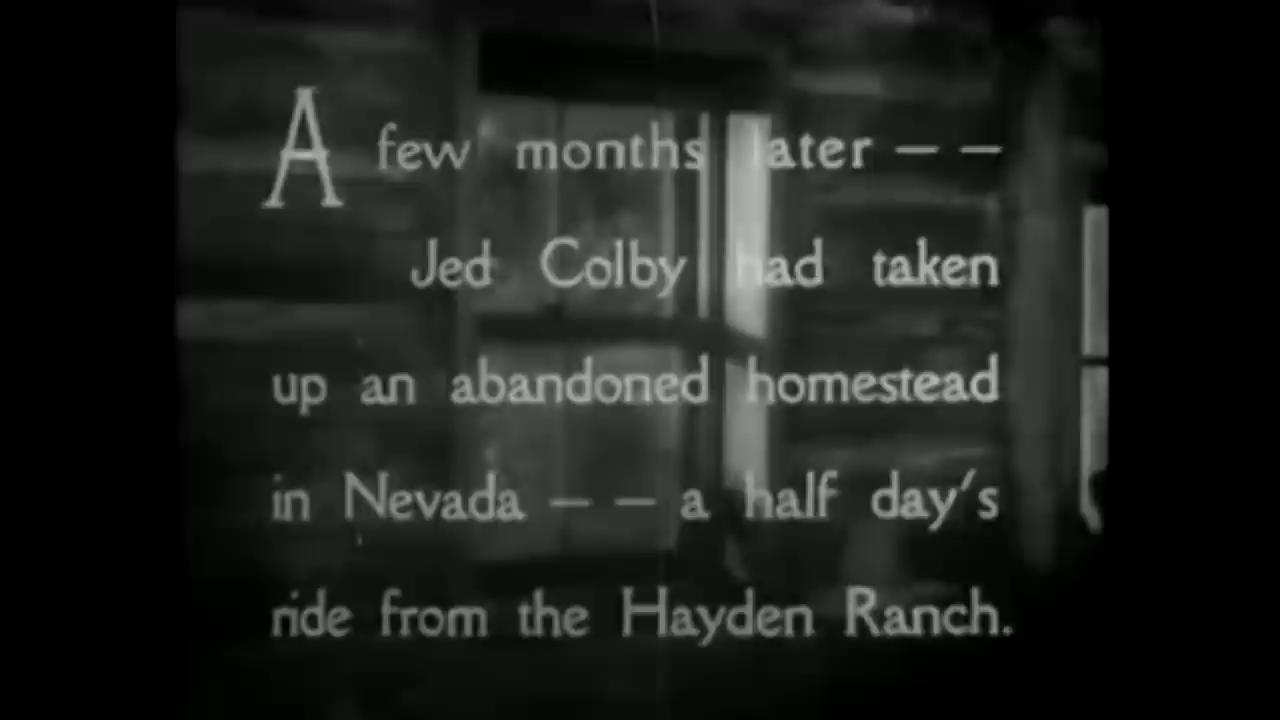 A few months later — —
Jed Colby had taken
up an abandoned homestead
in Nevada — — a half day's
ride from the Hayden Ranch.